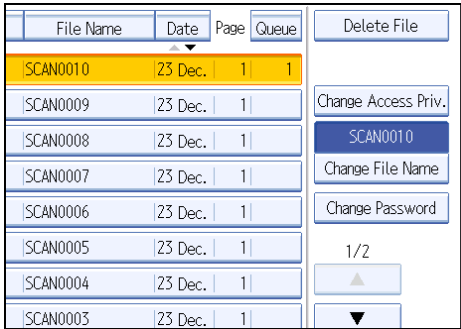 File Name Date Page Queue
SCAN0010 23 Dec. 1 1
SCAN0009 23 Dec. 1
SCAN0008 23 Dec. 1
SCAN0007 23 Dec. 1
SCAN0006 23 Dec. 1
SCAN0005 23 Dec. 1
SCAN0004 23 Dec. 1
SCAN0003 23 Dec. 1
Delete File
Change Access Priv.
SCAN0010
Change File Name
Change Password
1/2